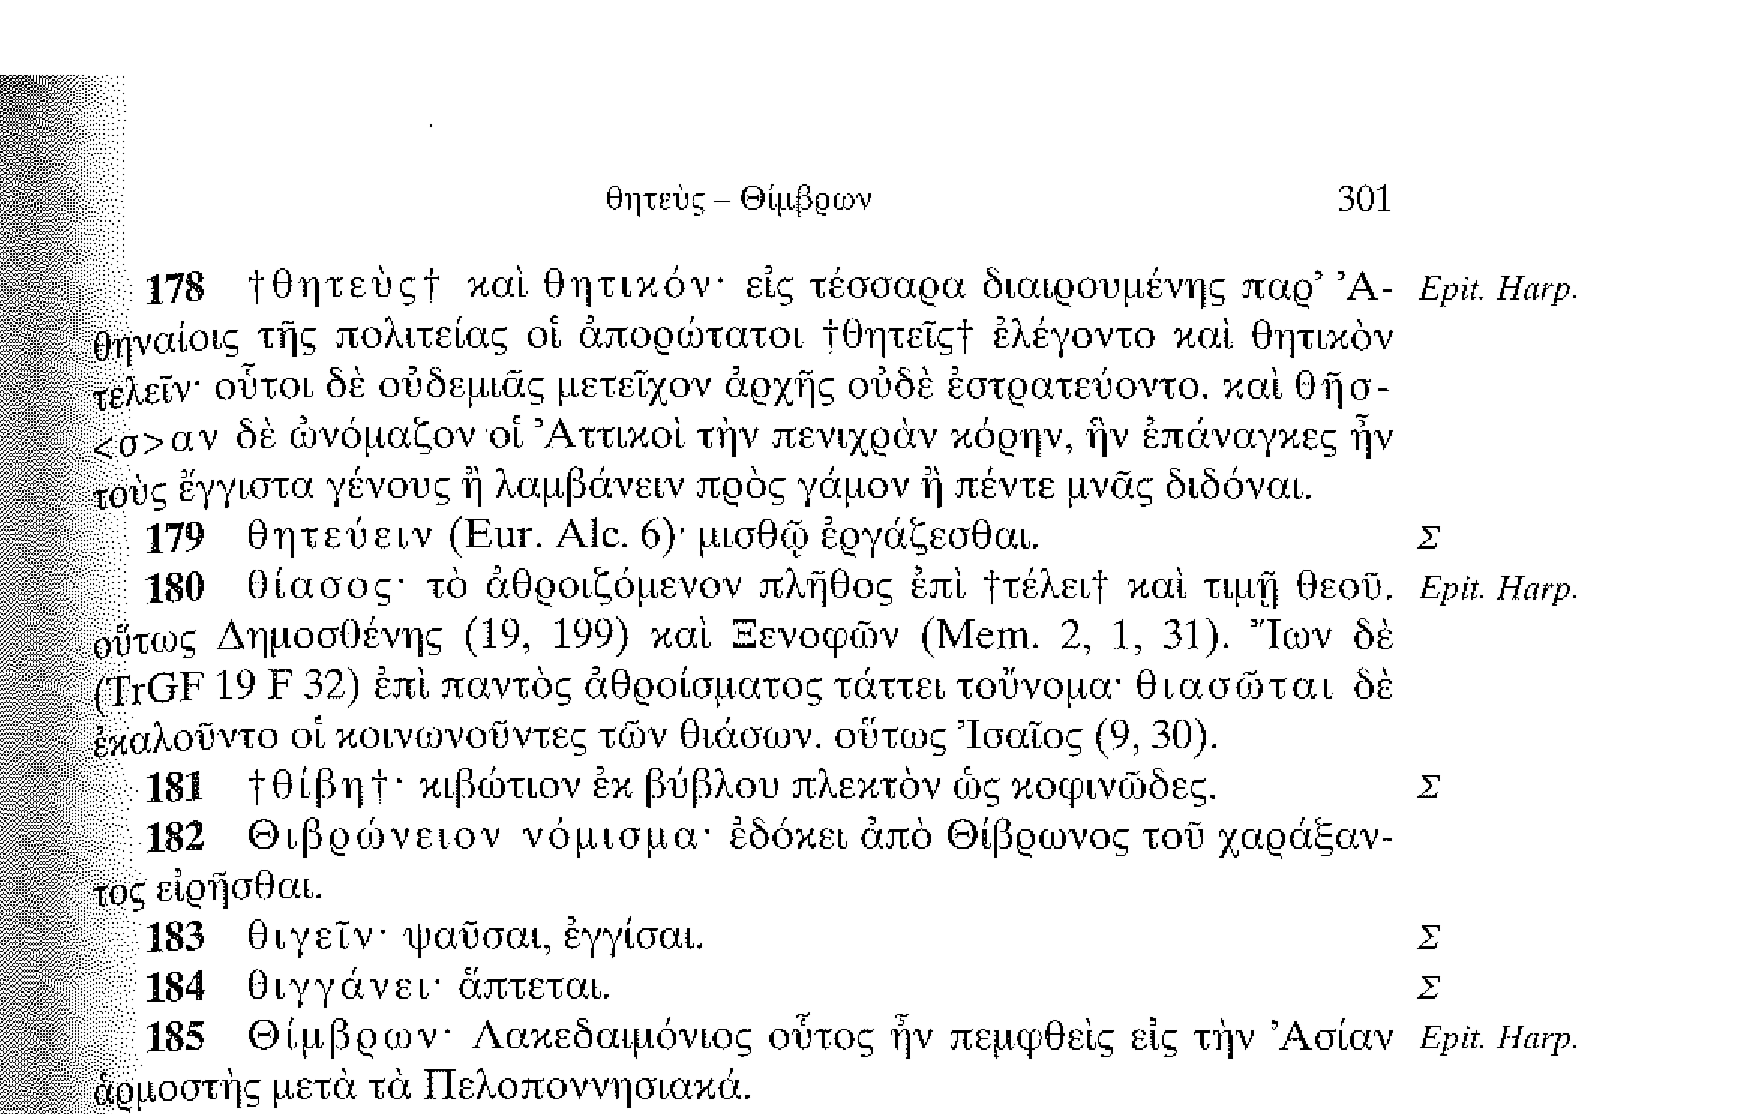 θητεὺς – Θίμβρων 301
178 †θητεὺς† καὶ θητικόν· εἰς τέσσαρα διαιρουμένης παρ’ Ἀ- Epit. Harp.
θηναίοις τῆς πολιτείας οἱ ἀπορώτατοι †θητεῖς† ἐλέγοντο καὶ θητικὸν
τελεῖν· οὗτοι δὲ οὐδεμιᾶς μετεῖχον ἀρχῆς οὐδὲ ἐστρατεύοντο. καὶ θῆσ-
<σ>αν δὲ ὠνόμαζον οἱ Ἀττικοὶ τὴν πενιχρὰν κόρην, ἣν ἐπάναγκες ἦν
τοὺς ἔγγιστα γένους ἢ λαμβάνειν πρὸς γάμον ἢ πέντε μνᾶς διδόναι.
179 θητεύειν (Eur. Alc. 6)· μισθῷ ἐργάζεσθαι. Σ
180 θίασος· τὸ ἀθροιζόμενον πλῆθος ἐπὶ †τέλει† καὶ τιμῇ θεοῦ. Epit. Harp.
οὕτως Δημοσθένης (19, 199) καὶ Ξενοφῶν (Mem. 2, 1, 31). Ἴων δὲ
(TrGF 19 F 32) ἐπὶ παντὸς ἀθροίσματος τάττει τοὔνομα· θιασῶται δὲ
ἐκαλοῦντο οἱ κοινωνοῦντες τῶν θιάσων. οὕτως Ἰσαῖος (9, 30).
181 †θίβη†· κιβώτιον ἐκ βύβλου πλεκτὸν ὡς κοφινῶδες. Σ
182 Θιβρώνειον νόμισμα· ἐδόκει ἀπὸ Θίβρωνος τοῦ χαράξαν-
τος εἰρῆσθαι.
183 θιγεῖν· ψαῦσαι, ἐγγίσαι. Σ
184 θιγγάνει· ἅπτεται. Σ
185 Θίμβρων· Λακεδαιμόνιος οὗτος ἦν πεμφθεὶς εἰς τὴν Ἀσίαν Epit. Harp.
ἁρμοστὴς μετὰ τὰ Πελοποννησιακά.